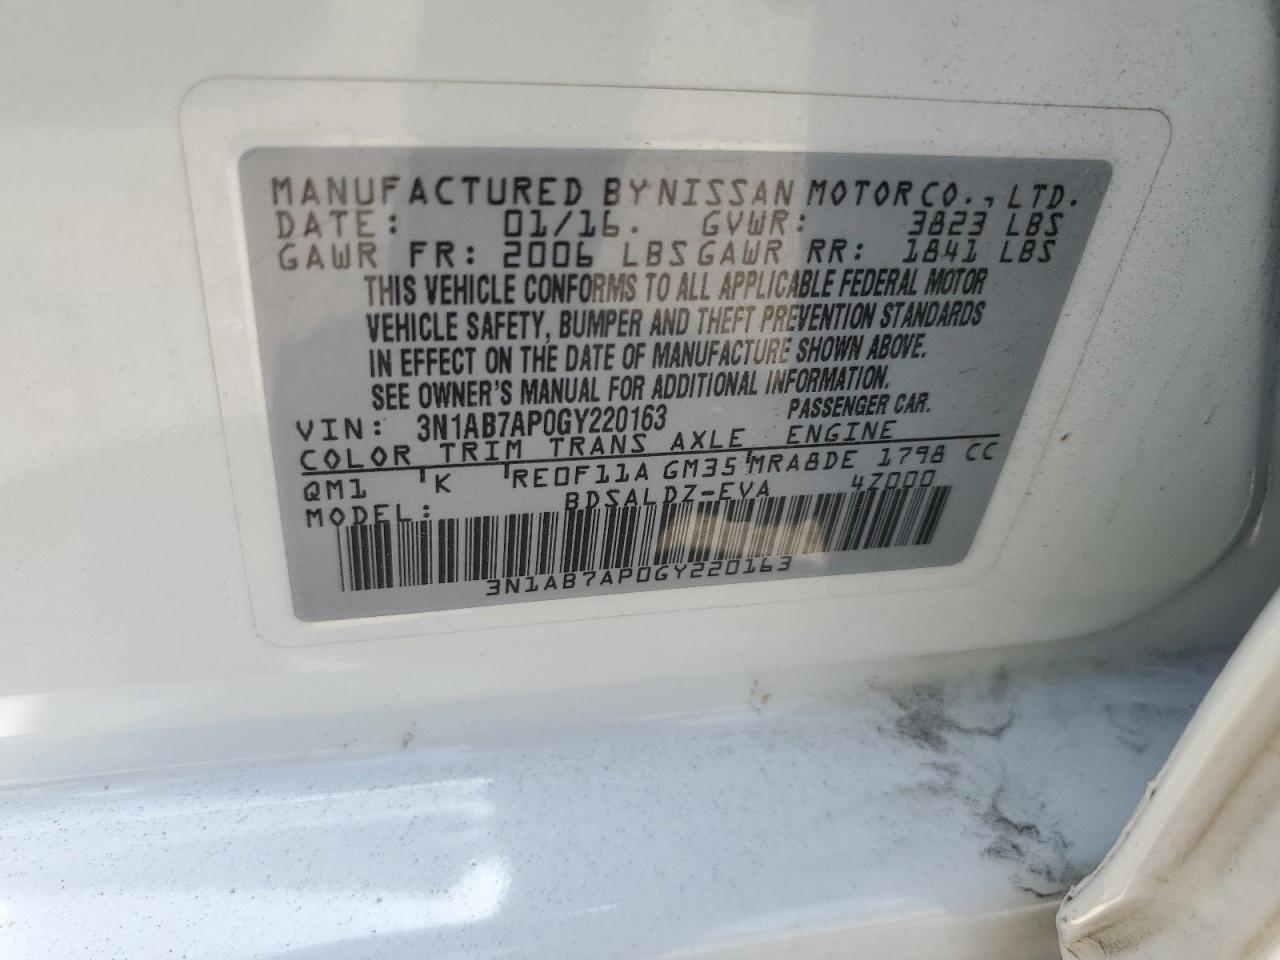 MANUFACTURED BY NISSAN MOTOR CO., LTD.
DATE: 01/16. GVWR: 3823 LBS
GAWR FR: 2006 LBS GAWR RR: 1841 LBS
THIS VEHICLE CONFORMS TO ALL APPLICABLE FEDERAL MOTOR
VEHICLE SAFETY, BUMPER AND THEFT PREVENTION STANDARDS
IN EFFECT ON THE DATE OF MANUFACTURE SHOWN ABOVE.
SEE OWNER'S MANUAL FOR ADDITIONAL INFORMATION.
VIN: 3N1AB7AP0GY220163 PASSENGER CAR.
COLOR TRIM TRANS AXLE ENGINE
QM1 K RE0F11A GM35 MRA8DE 1798 CC
MODEL: BDSALDZ-EVA 4Z000
3N1AB7AP0GY220163